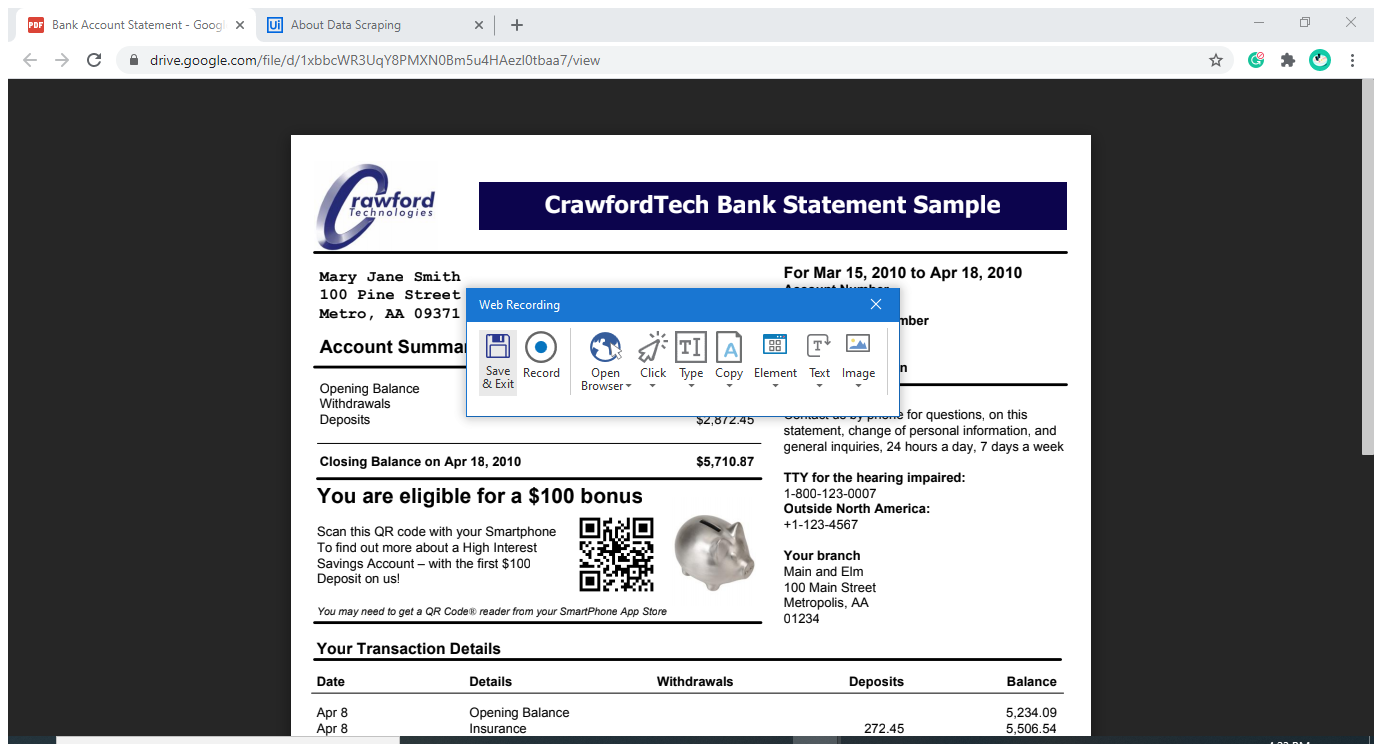 Bank Account Statement - Goog
About Data Scraping
drive.google.com/file/d/1xbbcWR3UqY8PMXN0Bm5u4HAezI0tbaa7/view
Crawford
Technologies
CrawfordTech Bank Statement Sample
Mary Jane Smith
100 Pine Street
Metro, AA 09371
For Mar 15, 2010 to Apr 18, 2010
Account Number
mber
n
Web Recording
Save
& Exit
Record
Open
Browser
Click
Type
Copy
Element
Text
Image
Account Summa
Opening Balance
Withdrawals
Deposits $2,872.45
Closing Balance on Apr 18, 2010 $5,710.87
You are eligible for a $100 bonus
Scan this QR code with your Smartphone
To find out more about a High Interest
Savings Account – with the first $100
Deposit on us!
You may need to get a QR Code® reader from your SmartPhone App Store
Contact us by phone for questions, on this
statement, change of personal information, and
general inquiries, 24 hours a day, 7 days a week
TTY for the hearing impaired:
1-800-123-0007
Outside North America:
+1-123-4567
Your branch
Main and Elm
100 Main Street
Metropolis, AA
01234
Your Transaction Details
Date Details Withdrawals Deposits Balance
Apr 8 Opening Balance 5,234.09
Apr 8 Insurance 272.45 5,506.54